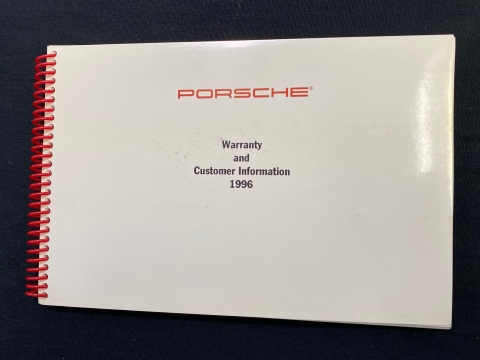 PORSCHE®
Warranty
and
Customer Information
1996